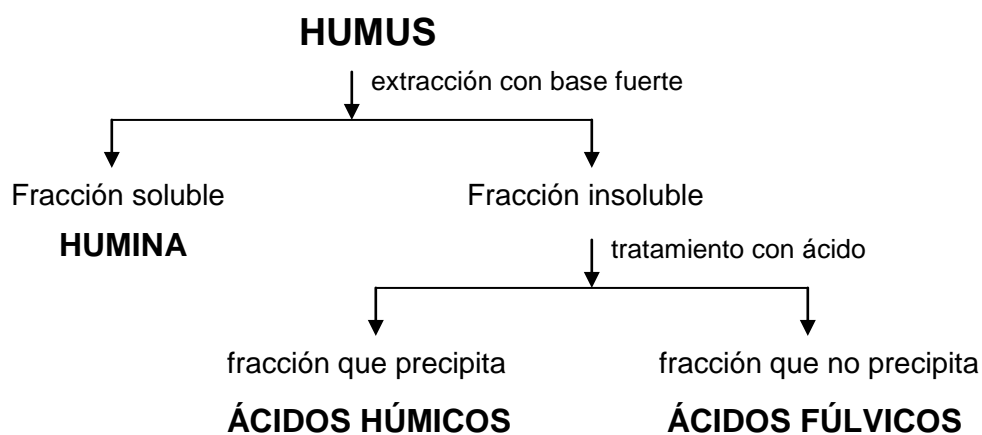 HUMUS
extracción con base fuerte
Fracción soluble
Fracción insoluble
HUMINA
tratamiento con ácido
fracción que precipita
fracción que no precipita
ÁCIDOS HÚMICOS
ÁCIDOS FÚLVICOS